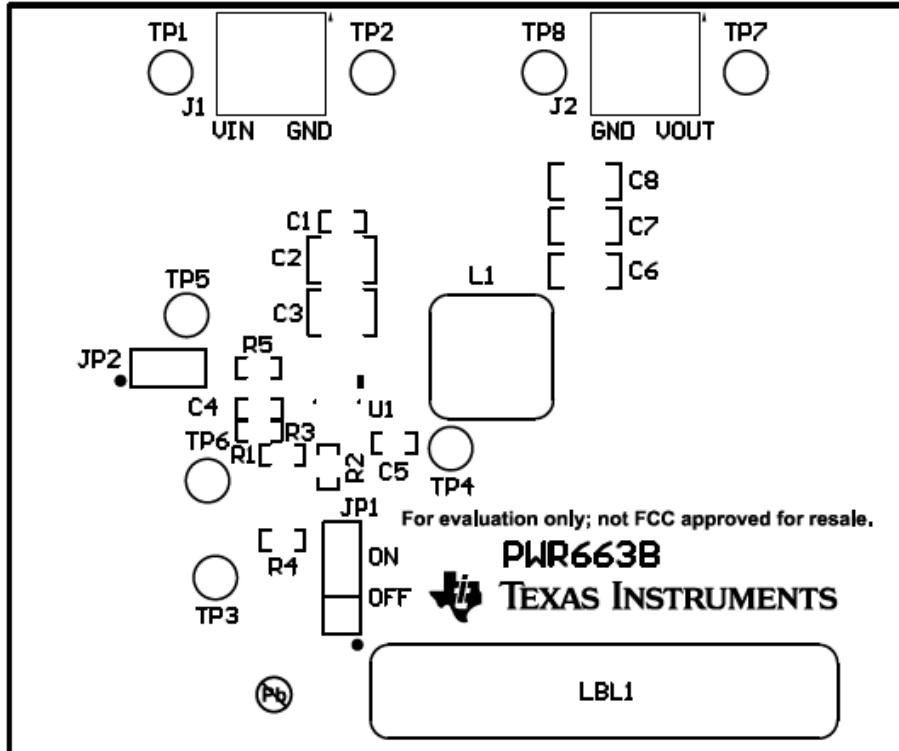 TP1 TP2 TP8 TP7
J1 J2
VIN GND GND VOUT
C8
C1 C7
C2
C6
TP5 L1
C3
R5
JP2
C4 U1
TP6 R3
R1 R2 C5
TP4
JP1
For evaluation only; not FCC approved for resale.
ON PWR663B
R4
OFF TEXAS INSTRUMENTS
TP3
Pb LBL1